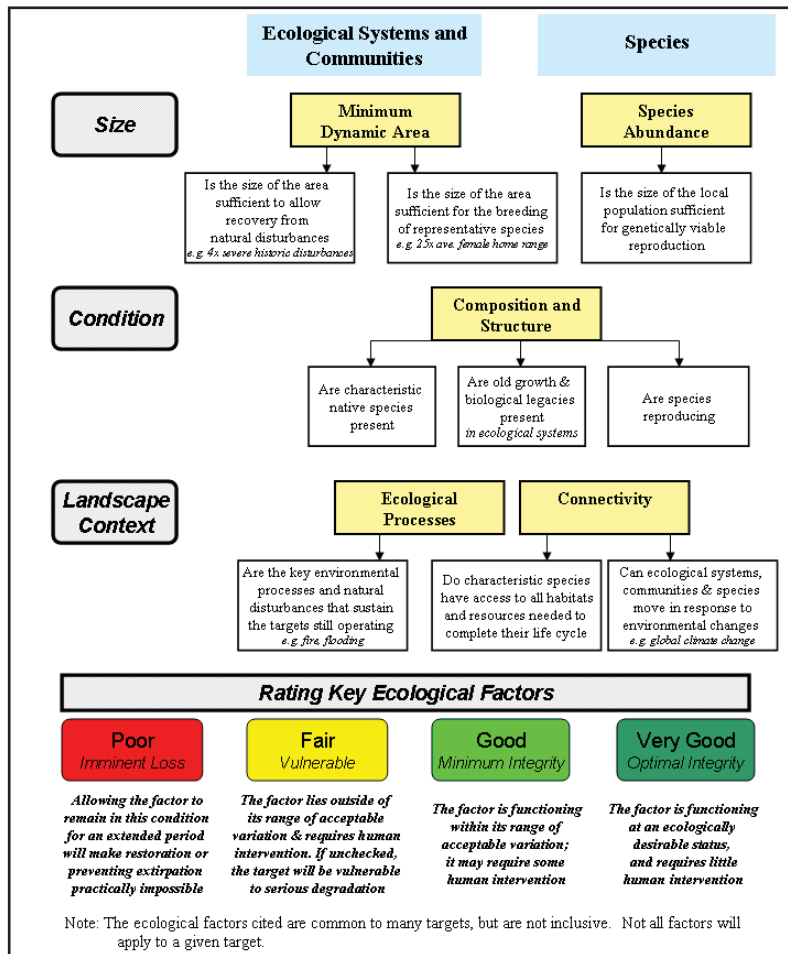 Ecological Systems and
Communities
Species
Size
Minimum
Dynamic Area
Species
Abundance
Is the size of the area
sufficient to allow
recovery from
natural disturbances
e.g. 4x severe historic disturbances
Is the size of the area
sufficient for the breeding
of representative species
e.g. 25x ave. female home range
Is the size of the local
population sufficient
for genetically viable
reproduction
Condition
Composition and
Structure
Are characteristic
native species
present
Are old growth &
biological legacies
present
in ecological systems
Are species
reproducing
Landscape
Context
Ecological
Processes
Connectivity
Are the key environmental
processes and natural
disturbances that sustain
the targets still operating
e.g. fire, flooding
Do characteristic species
have access to all habitats
and resources needed to
complete their life cycle
Can ecological systems,
communities & species
move in response to
environmental changes
e.g. global climate change
Rating Key Ecological Factors
Poor
Imminent Loss
Fair
Vulnerable
Good
Minimum Integrity
Very Good
Optimal Integrity
Allowing the factor to
remain in this condition
for an extended period
will make restoration or
preventing extirpation
practically impossible
The factor lies outside of
its range of acceptable
variation & requires human
intervention. If unchecked,
the target will be vulnerable
to serious degradation
The factor is functioning
within its range of
acceptable variation;
it may require some
human intervention
The factor is functioning
at an ecologically
desirable status,
and requires little
human intervention
Note: The ecological factors cited are common to many targets, but are not inclusive. Not all factors will
apply to a given target.